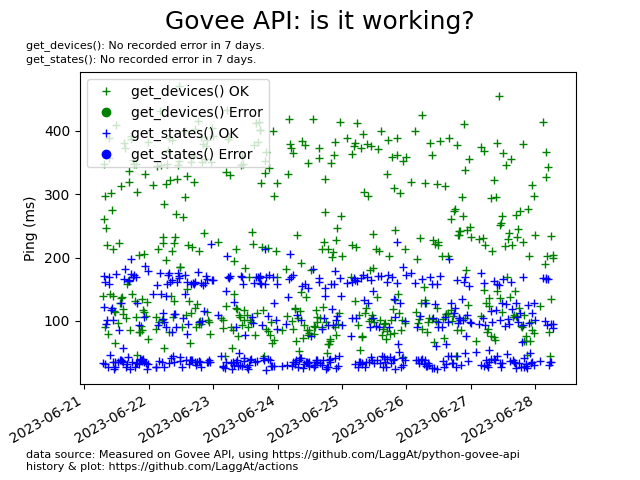 Govee API: is it working?
get_devices(): No recorded error in 7 days.
get_states(): No recorded error in 7 days.
get_devices() OK
get_devices() Error
get_states() OK
get_states() Error
Ping (ms)
400
300
200
100
2023-06-21
2023-06-22
2023-06-23
2023-06-24
2023-06-25
2023-06-26
2023-06-27
2023-06-28
data source: Measured on Govee API, using https://github.com/LaggAt/python-govee-api
history & plot: https://github.com/LaggAt/actions